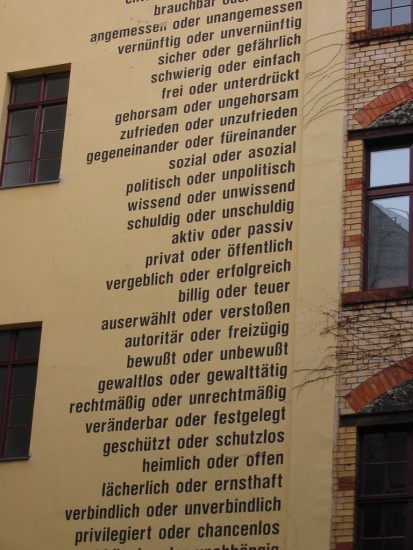 brauchbar oder
angemessen oder unangemessen
vernünftig oder unvernünftig
sicher oder gefährlich
schwierig oder einfach
frei oder unterdrückt
gehorsam oder ungehorsam
zufrieden oder unzufrieden
gegeneinander oder füreinander
sozial oder asozial
politisch oder unpolitisch
wissend oder unwissend
schuldig oder unschuldig
aktiv oder passiv
privat oder öffentlich
vergeblich oder erfolgreich
billig oder teuer
auserwählt oder verstoßen
autoritär oder freizügig
bewußt oder unbewußt
gewaltlos oder gewalttätig
rechtmäßig oder unrechtmäßig
veränderbar oder festgelegt
geschützt oder schutzlos
heimlich oder offen
lächerlich oder ernsthaft
verbindlich oder unverbindlich
privilegiert oder chancenlos
oder unabhängig